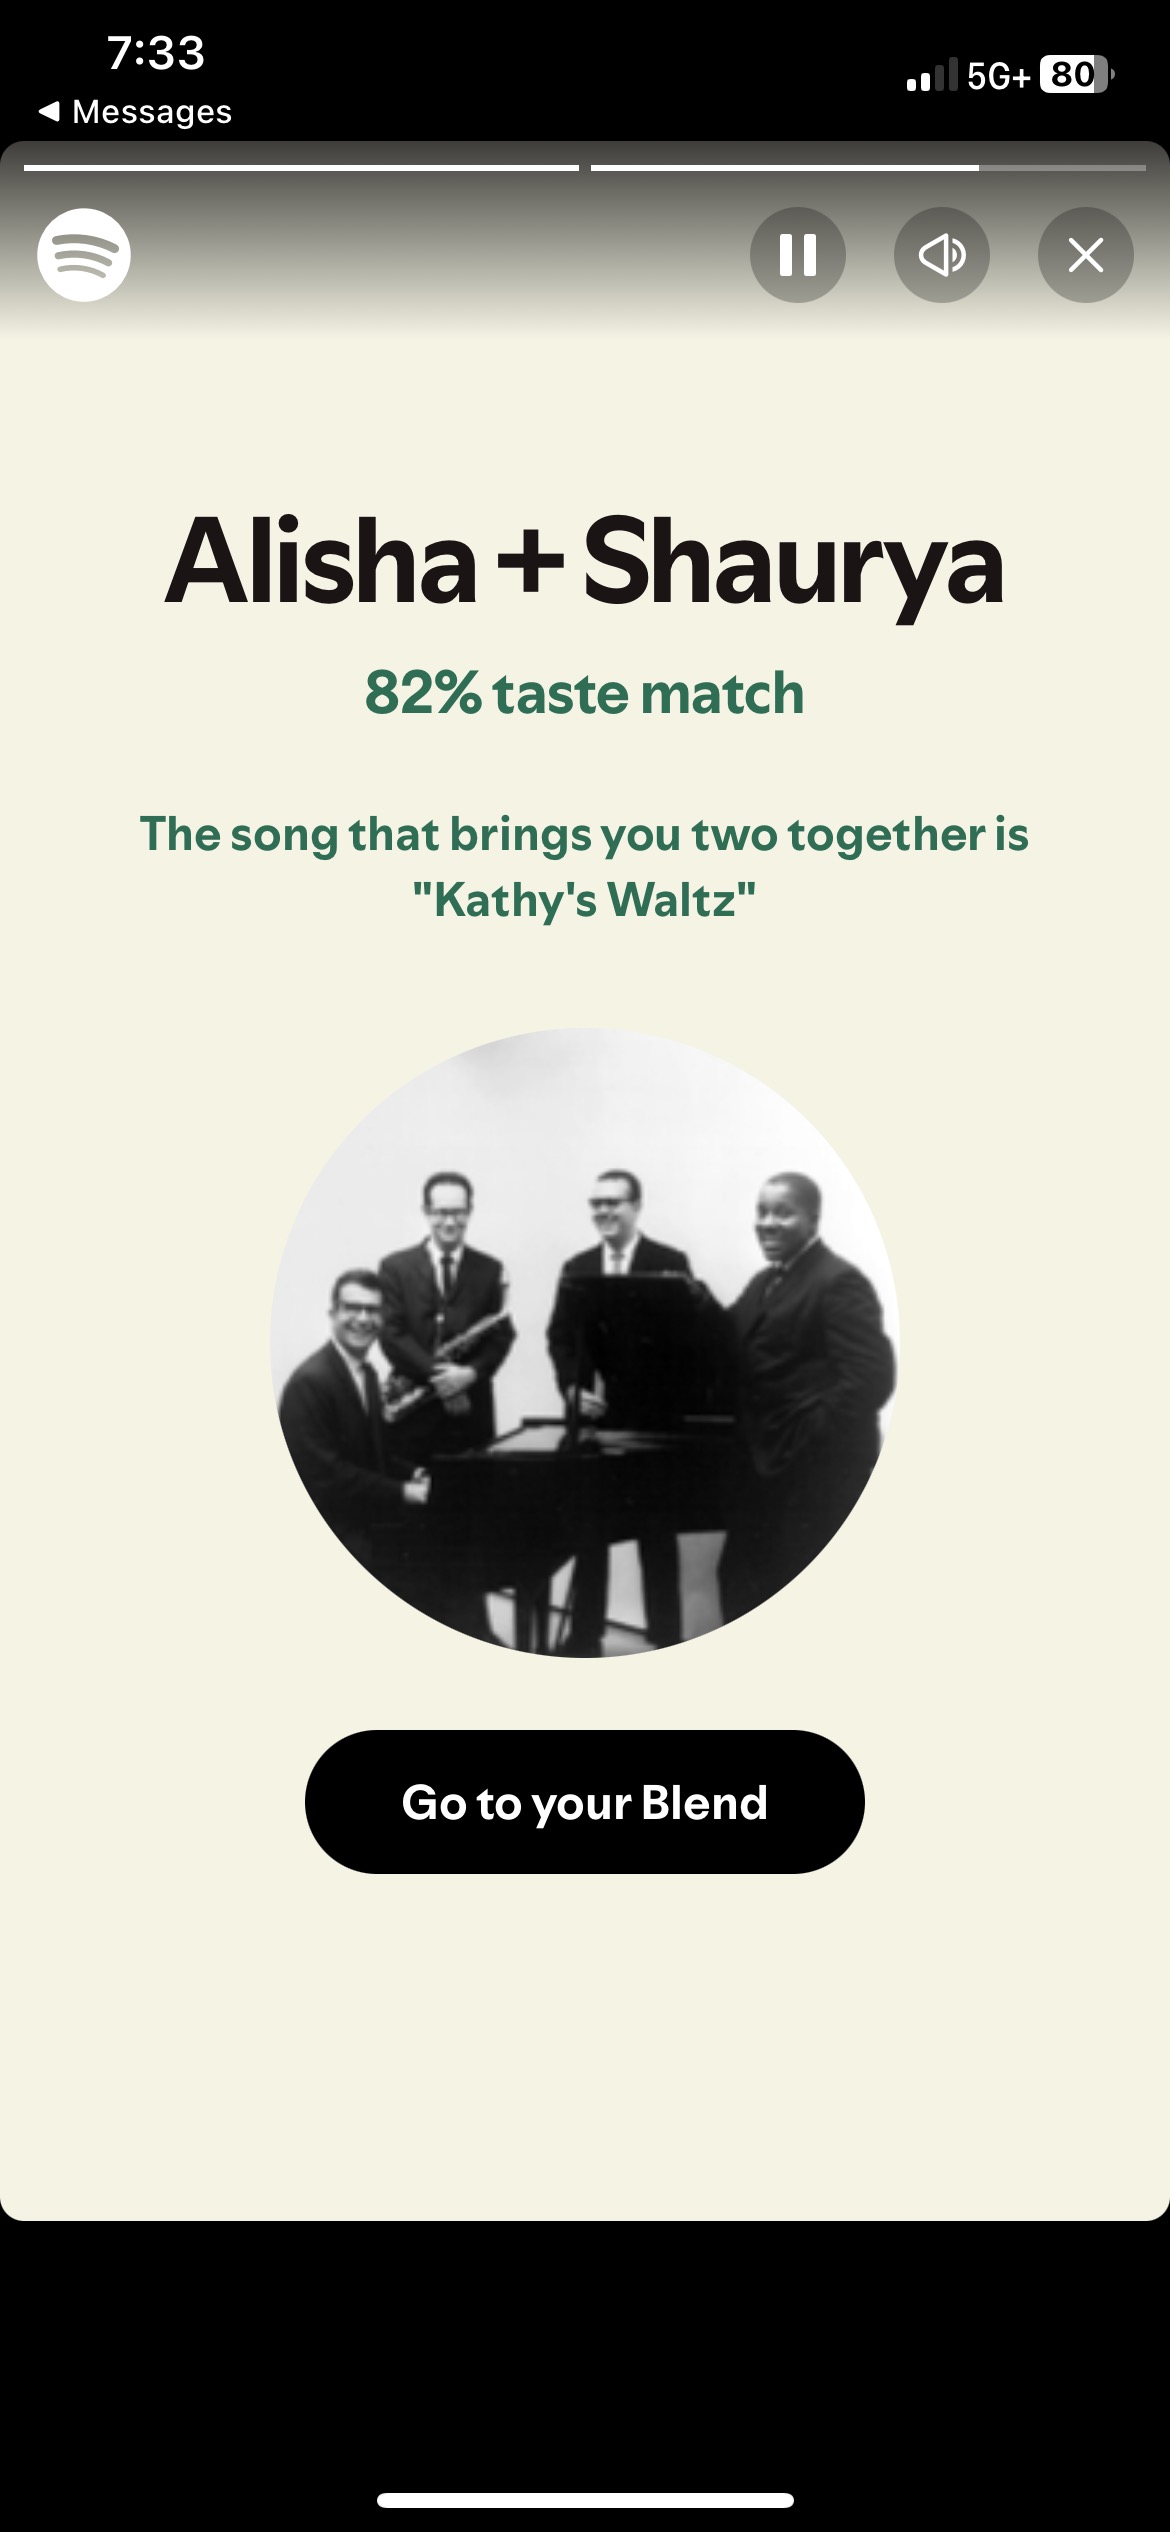 7:33
5G+ 80
Messages
Alisha + Shaurya
82% taste match
The song that brings you two together is
"Kathy's Waltz"
Go to your Blend